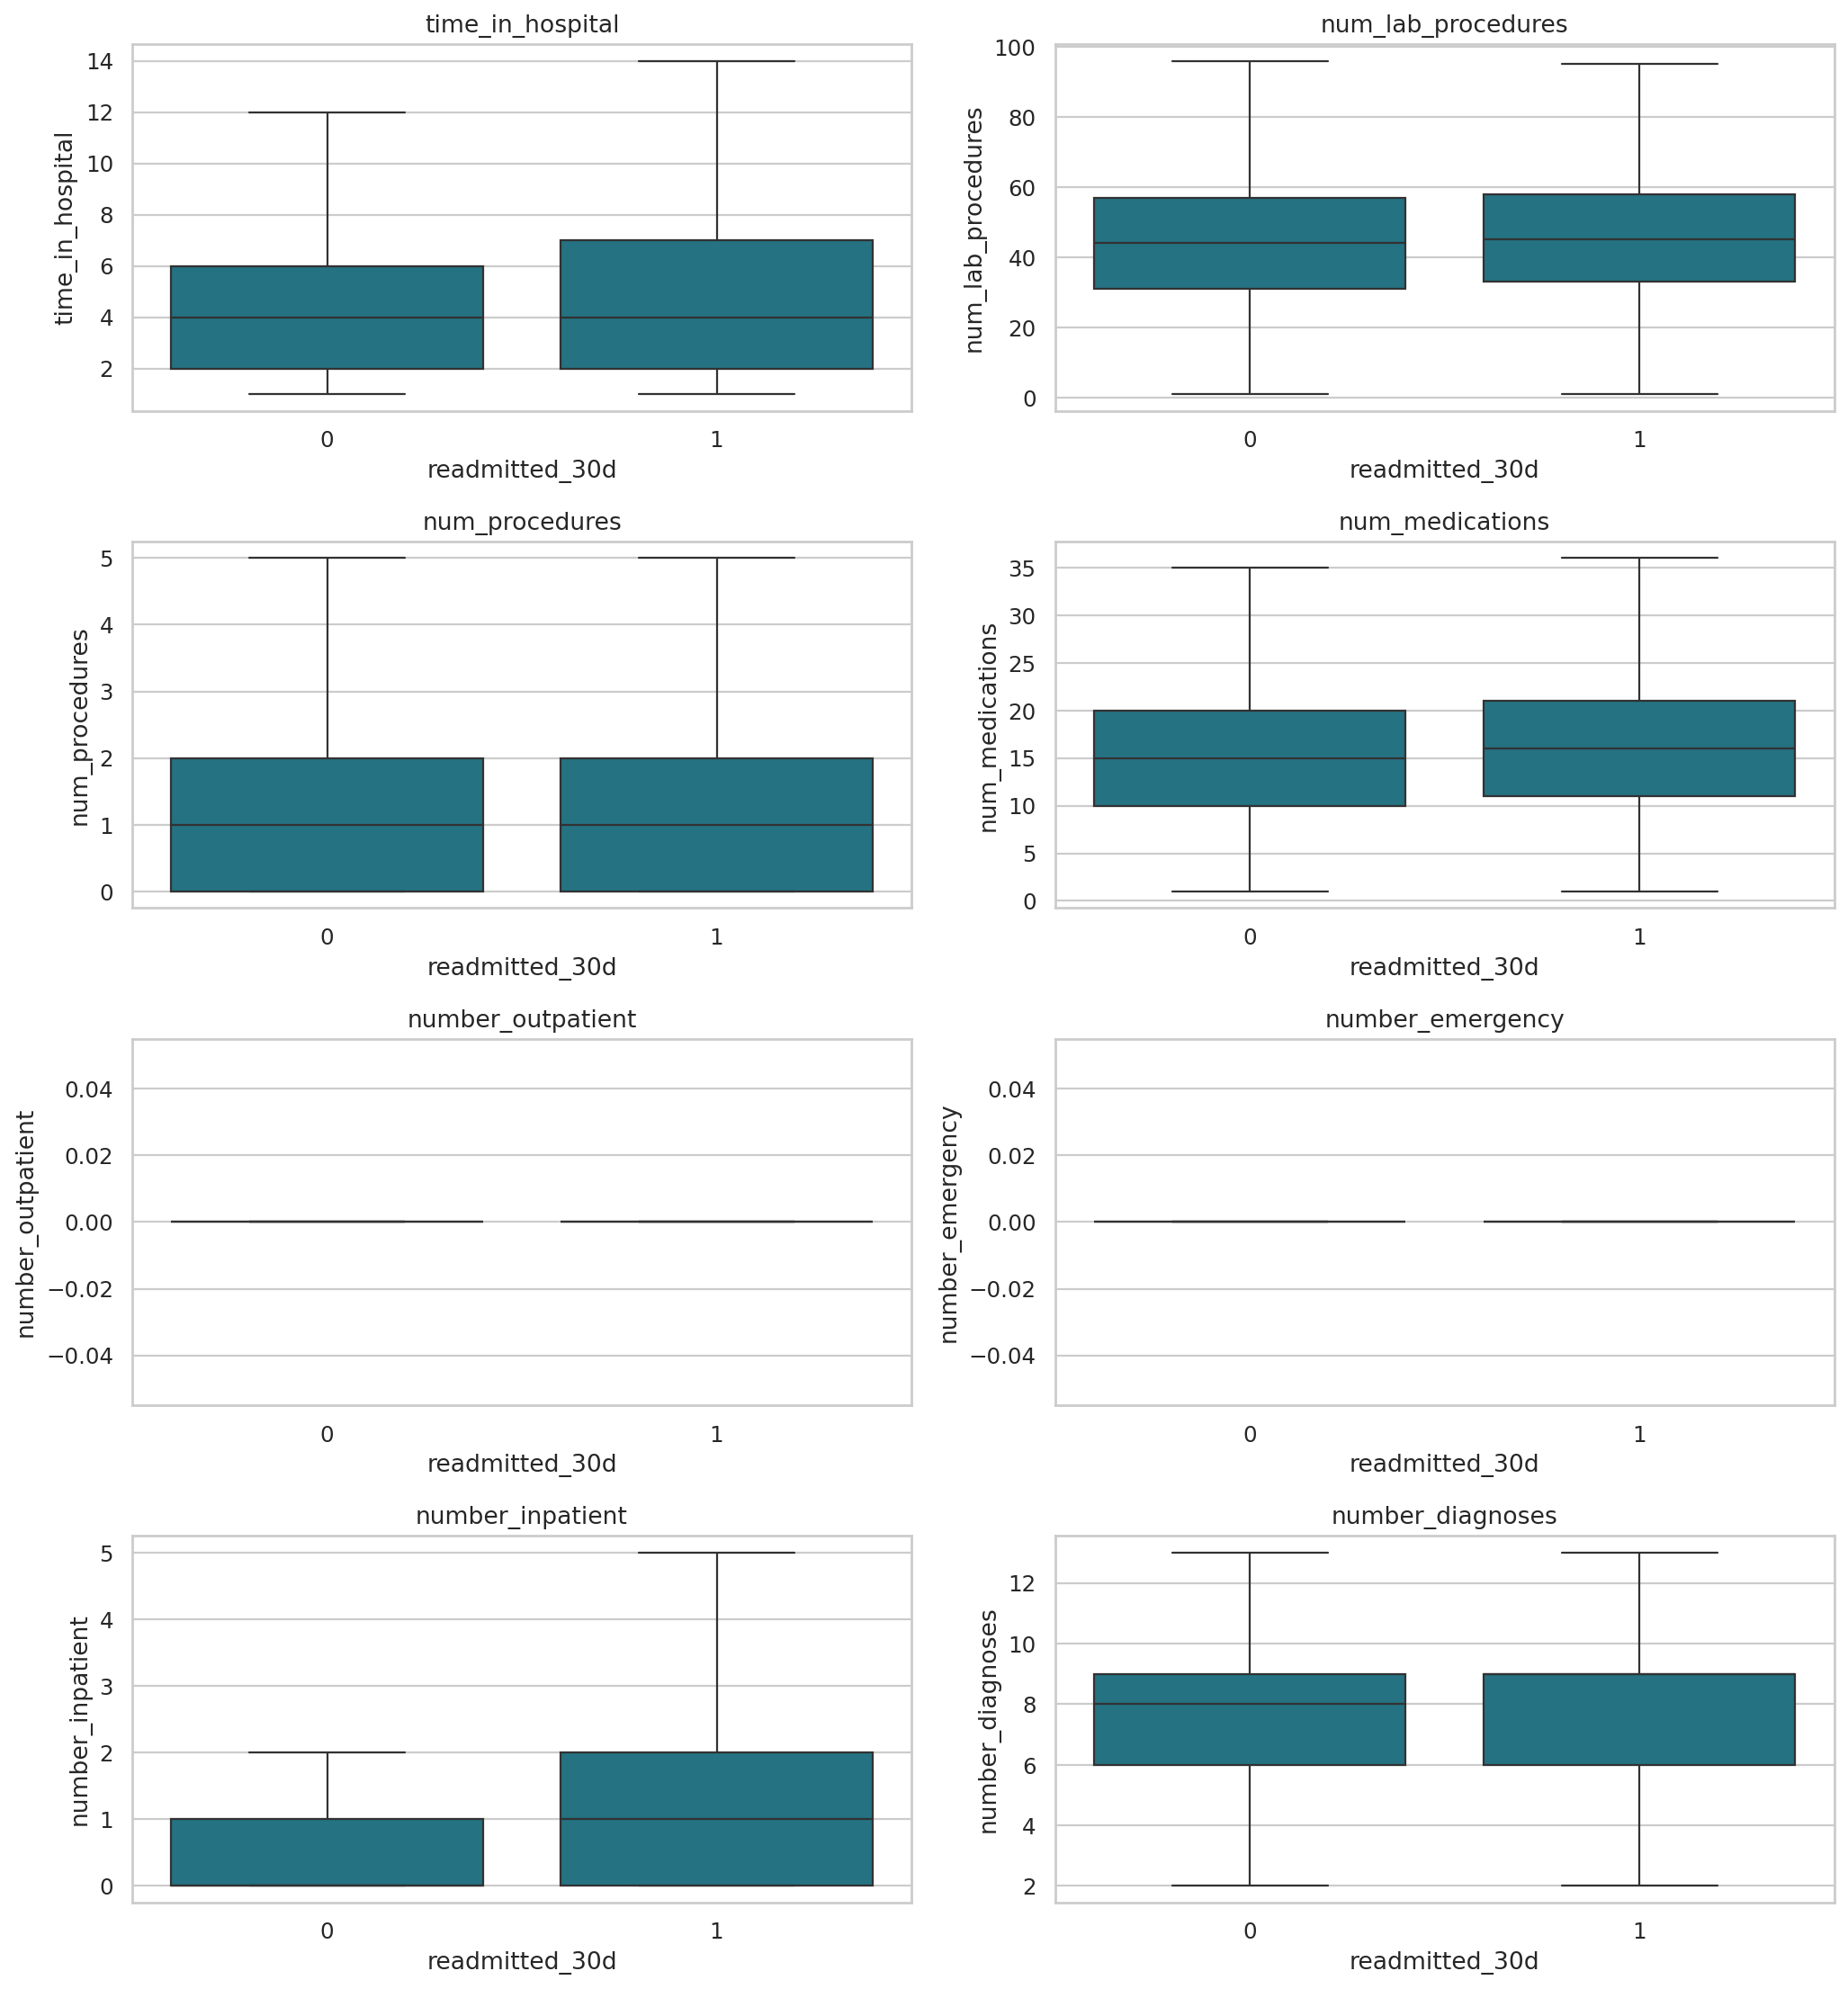 time_in_hospital
time_in_hospital
14
12
10
8
6
4
2
0 1
readmitted_30d
num_lab_procedures
num_lab_procedures
100
80
60
40
20
0
0 1
readmitted_30d
num_procedures
num_procedures
5
4
3
2
1
0
0 1
readmitted_30d
num_medications
num_medications
35
30
25
20
15
10
5
0
0 1
readmitted_30d
number_outpatient
number_outpatient
0.04
0.02
0.00
−0.02
−0.04
0 1
readmitted_30d
number_emergency
number_emergency
0.04
0.02
0.00
−0.02
−0.04
0 1
readmitted_30d
number_inpatient
number_inpatient
5
4
3
2
1
0
0 1
readmitted_30d
number_diagnoses
number_diagnoses
12
10
8
6
4
2
0 1
readmitted_30d